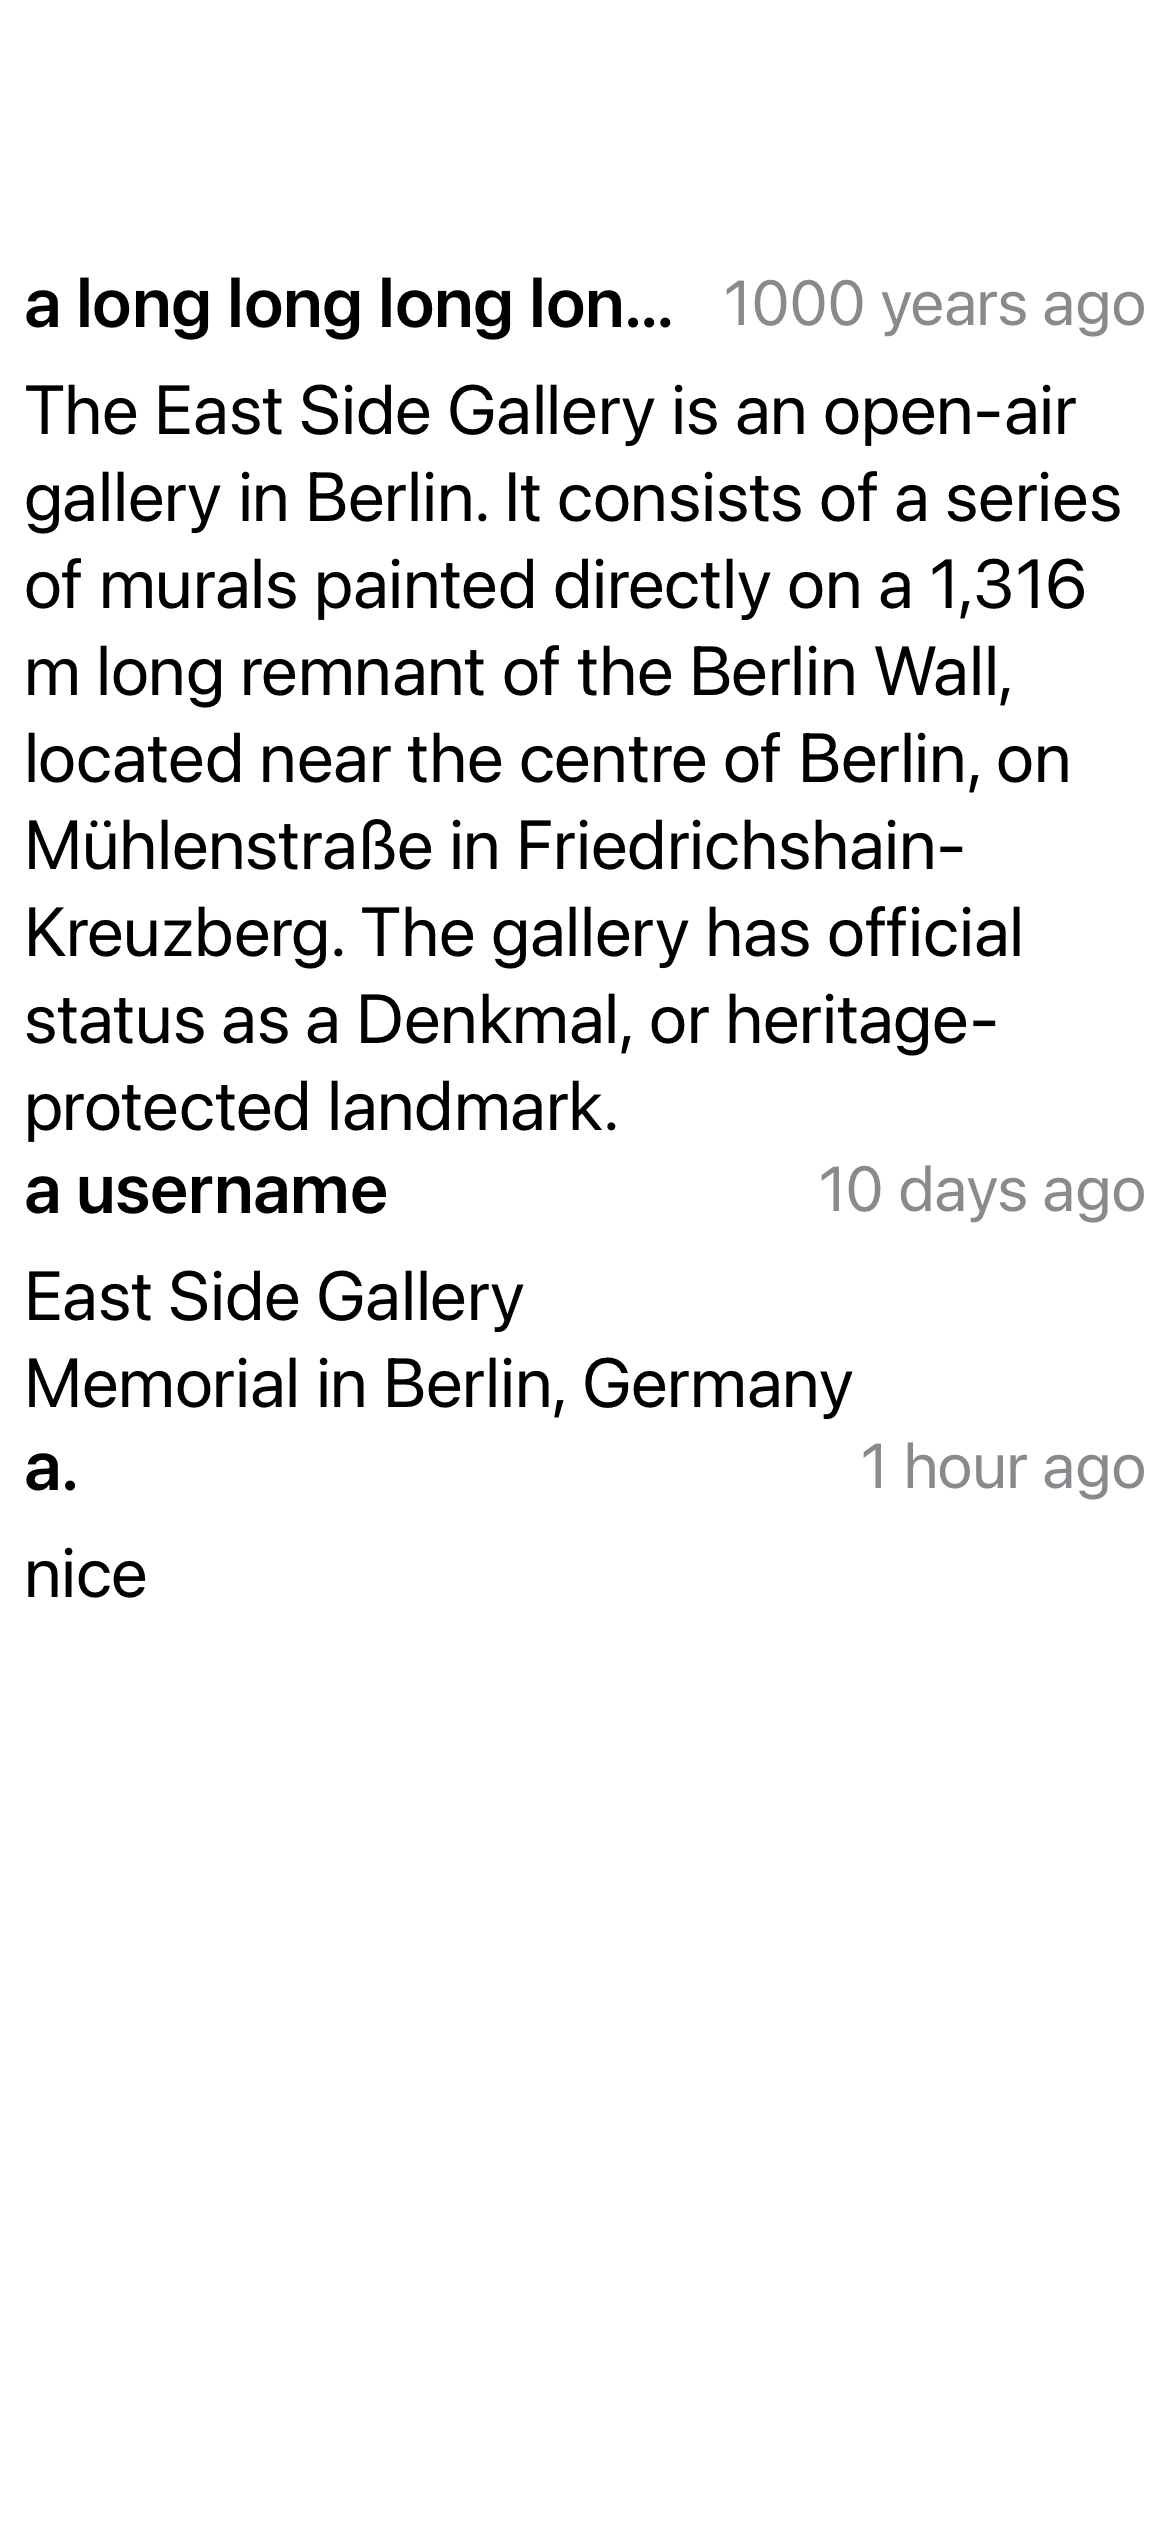 a long long long lon... 1000 years ago
The East Side Gallery is an open-air
gallery in Berlin. It consists of a series
of murals painted directly on a 1,316
m long remnant of the Berlin Wall,
located near the centre of Berlin, on
Mühlenstraße in Friedrichshain-
Kreuzberg. The gallery has official
status as a Denkmal, or heritage-
protected landmark.
a username 10 days ago
East Side Gallery
Memorial in Berlin, Germany
a. 1 hour ago
nice